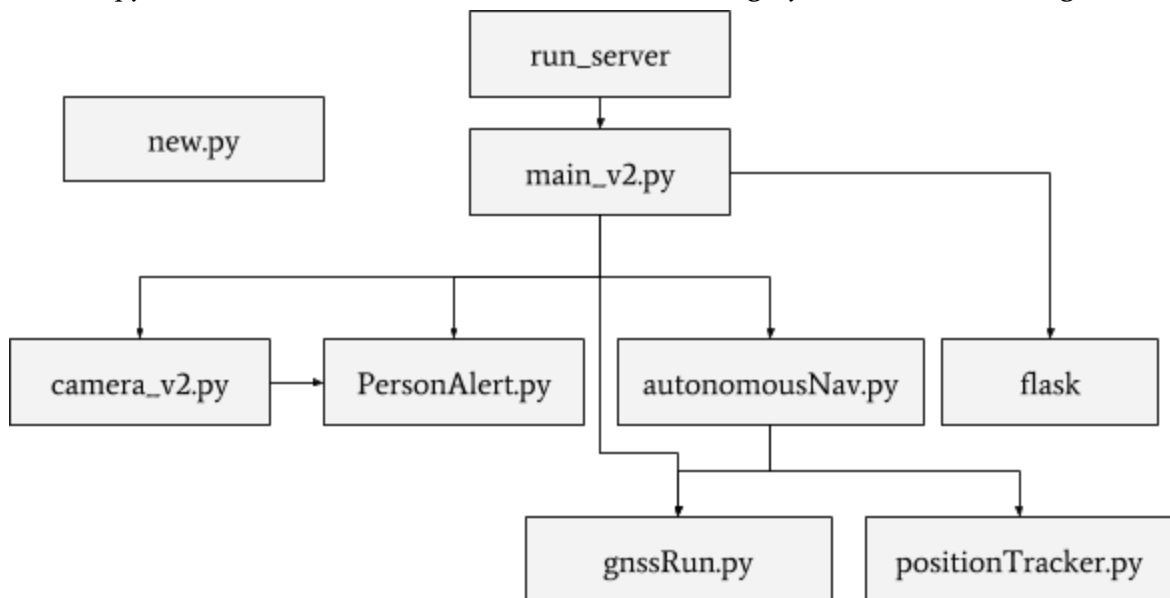 run_server
new.py
main_v2.py
camera_v2.py
PersonAlert.py
autonomousNav.py
flask
gnssRun.py
positionTracker.py